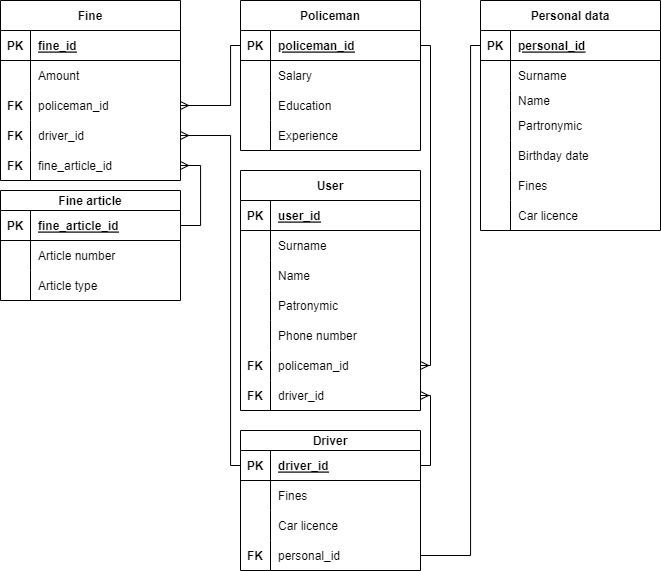 Fine
PK fine_id
Amount
FK policeman_id
FK driver_id
FK fine_article_id
Fine article
PK fine_article_id
Article number
Article type
Policeman
PK policeman_id
Salary
Education
Experience
User
PK user_id
Surname
Name
Patronymic
Phone number
FK policeman_id
FK driver_id
Driver
PK driver_id
Fines
Car licence
FK personal_id
Personal data
PK personal_id
Surname
Name
Partronymic
Birthday date
Fines
Car licence